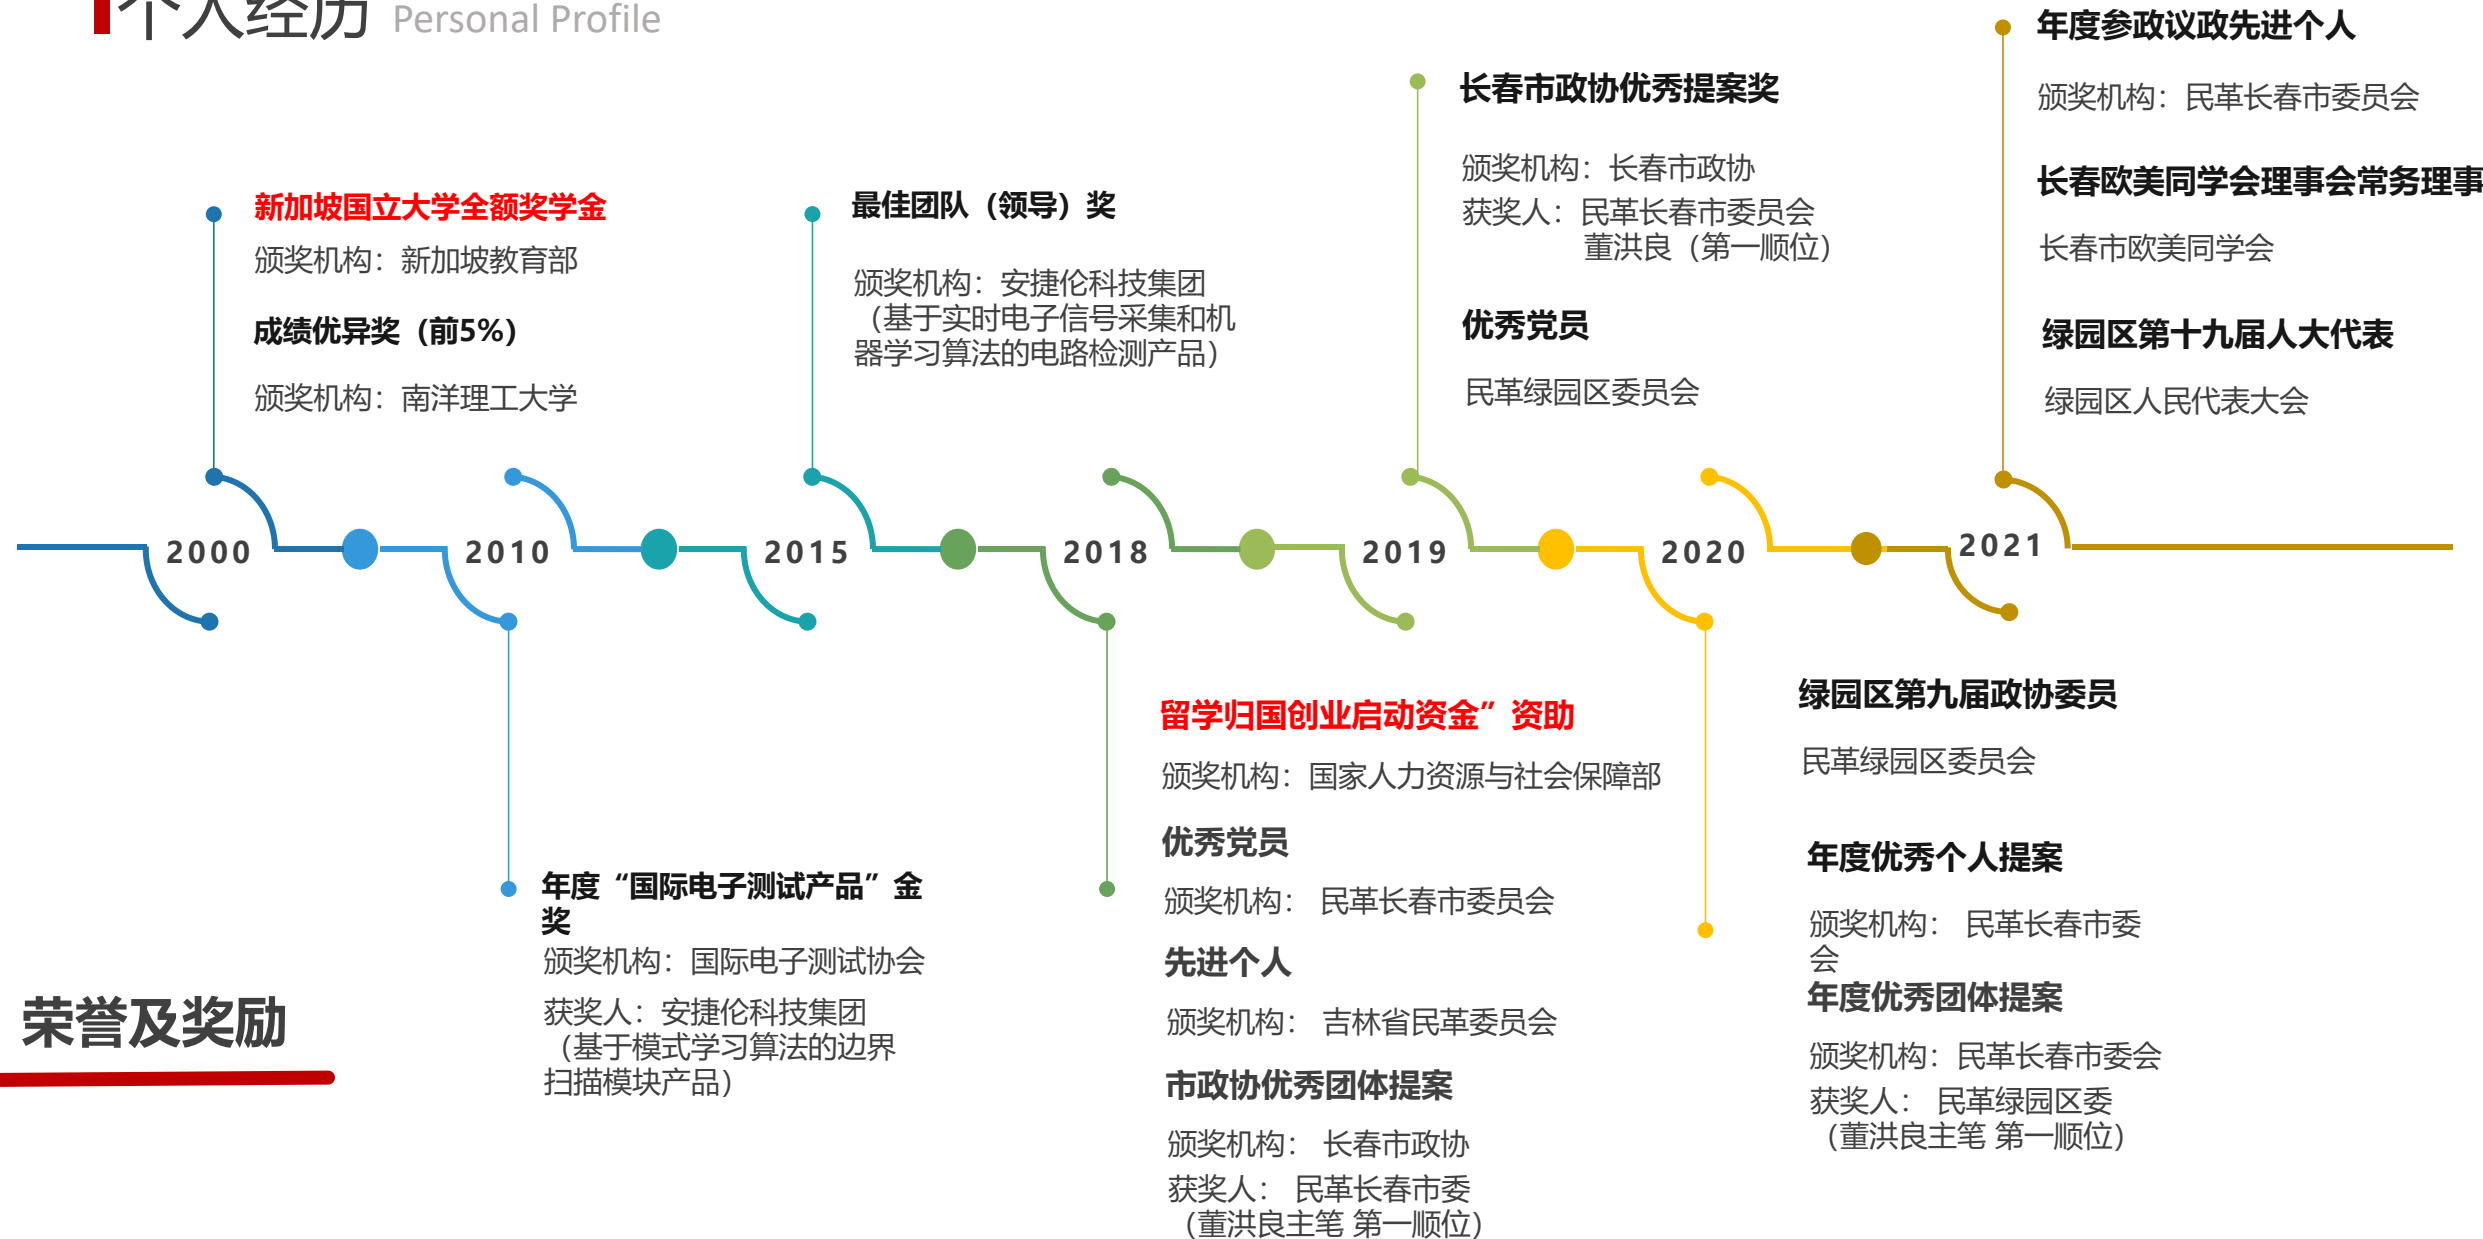 个人经历 Personal Profile
新加坡国立大学全额奖学金
颁奖机构：新加坡教育部
成绩优异奖（前5%）
颁奖机构：南洋理工大学
最佳团队（领导）奖
颁奖机构：安捷伦科技集团
（基于实时电子信号采集和机
器学习算法的电路检测产品）
长春市政协优秀提案奖
颁奖机构：长春市政协
获奖人：民革长春市委员会
董洪良（第一顺位）
优秀党员
民革绿园区委员会
年度参政议政先进个人
颁奖机构：民革长春市委员会
长春欧美同学会理事会常务理事
长春市欧美同学会
绿园区第十九届人大代表
绿园区人民代表大会
2000
2010
2015
2018
2019
2020
2021
年度“国际电子测试产品”金
奖
颁奖机构：国际电子测试协会
获奖人：安捷伦科技集团
（基于模式学习算法的边界
扫描模块产品）
留学归国创业启动资金”资助
颁奖机构：国家人力资源与社会保障部
优秀党员
颁奖机构： 民革长春市委员会
先进个人
颁奖机构： 吉林省民革委员会
市政协优秀团体提案
颁奖机构： 长春市政协
获奖人： 民革长春市委
（董洪良主笔 第一顺位）
绿园区第九届政协委员
民革绿园区委员会
年度优秀个人提案
颁奖机构： 民革长春市委
会
年度优秀团体提案
颁奖机构：民革长春市委会
获奖人： 民革绿园区委
（董洪良主笔 第一顺位）
荣誉及奖励